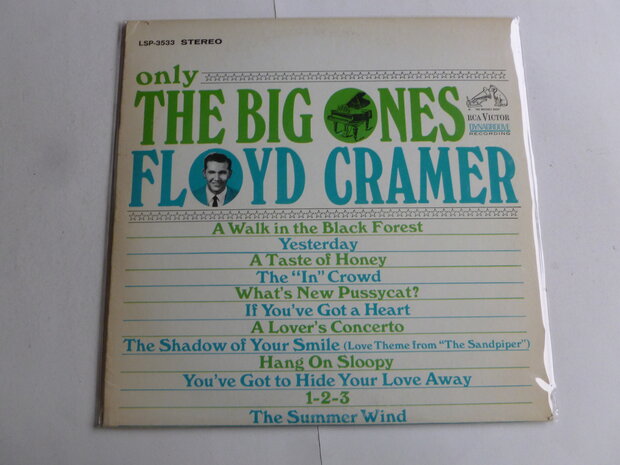 LSP-3533 STEREO
only
THE BIG ONES
RCA VICTOR
DYNAGROOVE
RECORDING
FLOYD CRAMER
A Walk in the Black Forest
Yesterday
A Taste of Honey
The "In" Crowd
What's New Pussycat?
If You've Got a Heart
A Lover's Concerto
The Shadow of Your Smile (Love Theme from "The Sandpiper")
Hang On Sloopy
You've Got to Hide Your Love Away
1-2-3
The Summer Wind